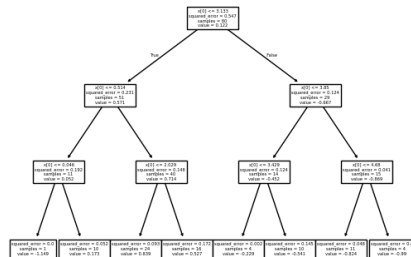 x[0] <= 3.133
squared_error = 0.547
samples = 80
value = 0.122
True
False
x[0] <= 0.514
squared_error = 0.231
samples = 51
value = 0.571
x[0] <= 3.85
squared_error = 0.124
samples = 29
value = -0.667
x[0] <= 0.046
squared_error = 0.192
samples = 11
value = 0.052
x[0] <= 2.029
squared_error = 0.148
samples = 40
value = 0.714
x[0] <= 3.429
squared_error = 0.124
samples = 14
value = -0.452
x[0] <= 4.68
squared_error = 0.041
samples = 15
value = -0.869
squared_error = 0.0
samples = 1
value = -1.149
squared_error = 0.052
samples = 10
value = 0.173
squared_error =
samples = 24
value = 0.839
squared_error = 0.172
samples = 16
value = 0.527
squared_error = 0.002
samples = 4
value = -0.229
squared_error = 0.145
samples = 10
value = -0.541
squared_error =
samples = 11
value = -0.824
squared_error = 0.
samples = 4
value = -0.99